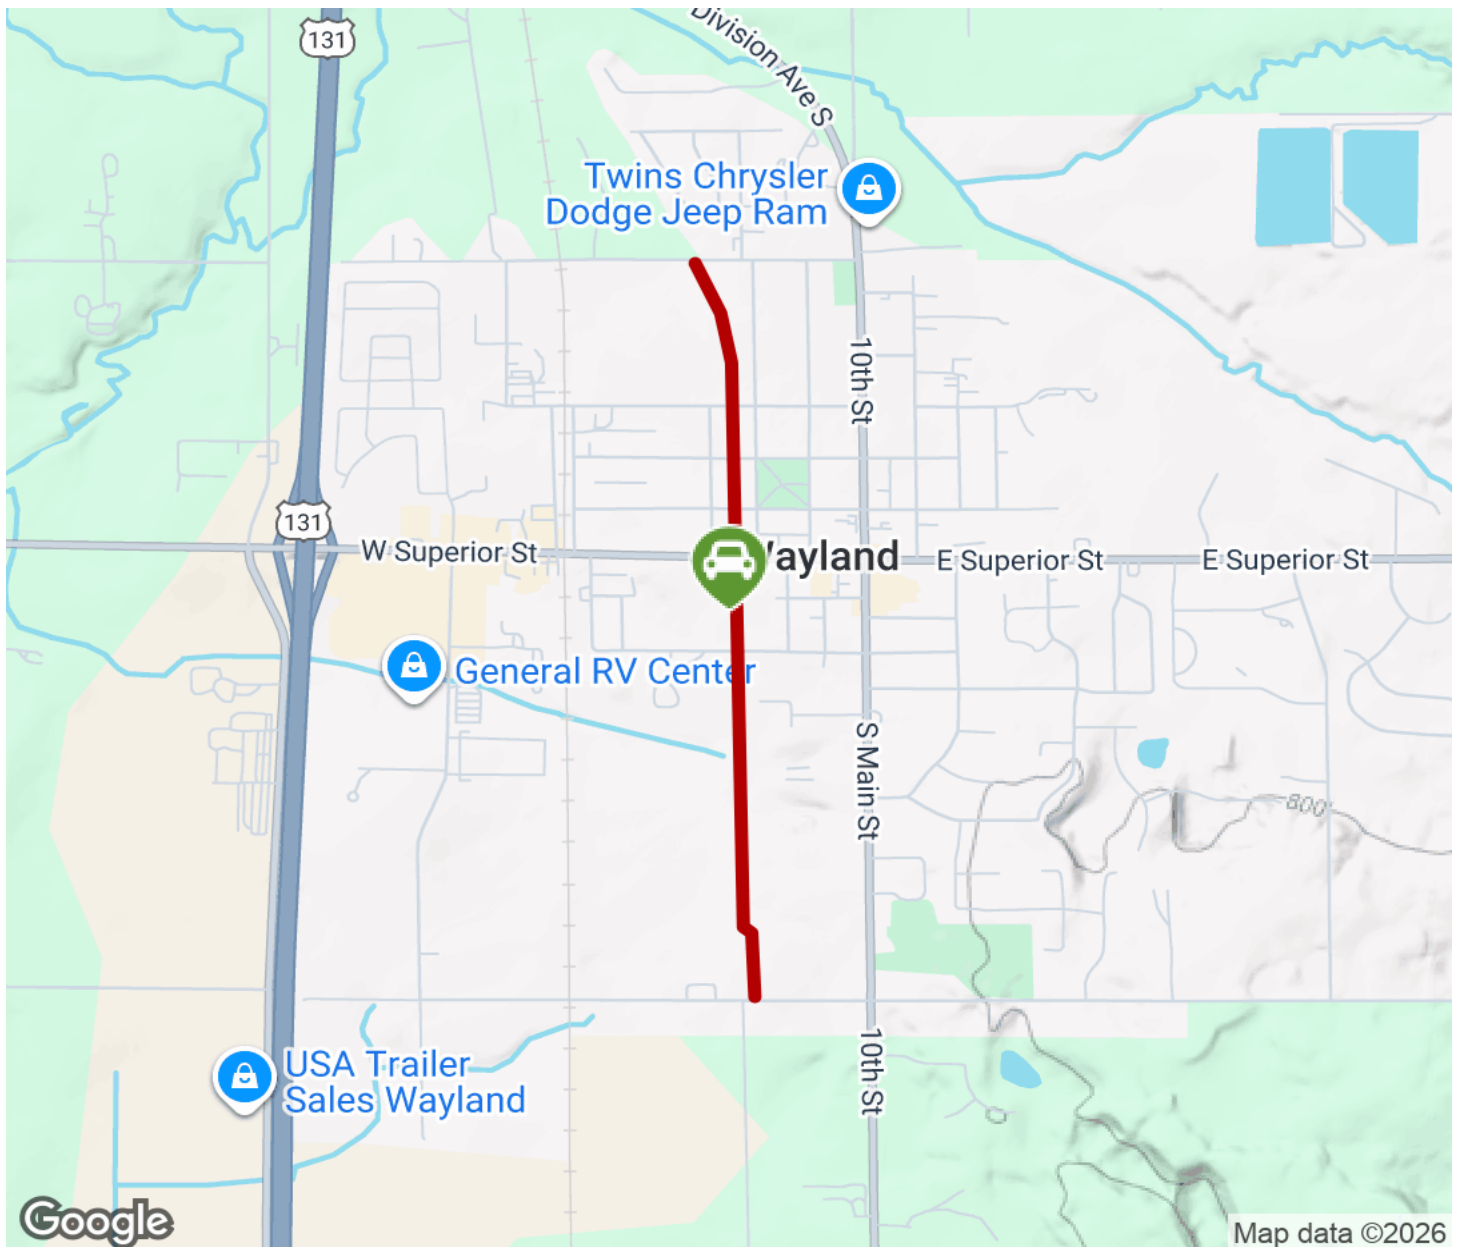 131
Division Ave S
Twins Chrysler
Dodge Jeep Ram
10th St
131
W Superior St
ayland
E Superior St
E Superior St
General RV Center
S Main St
800'
10th St
USA Trailer
Sales Wayland
Google
Map data ©2026